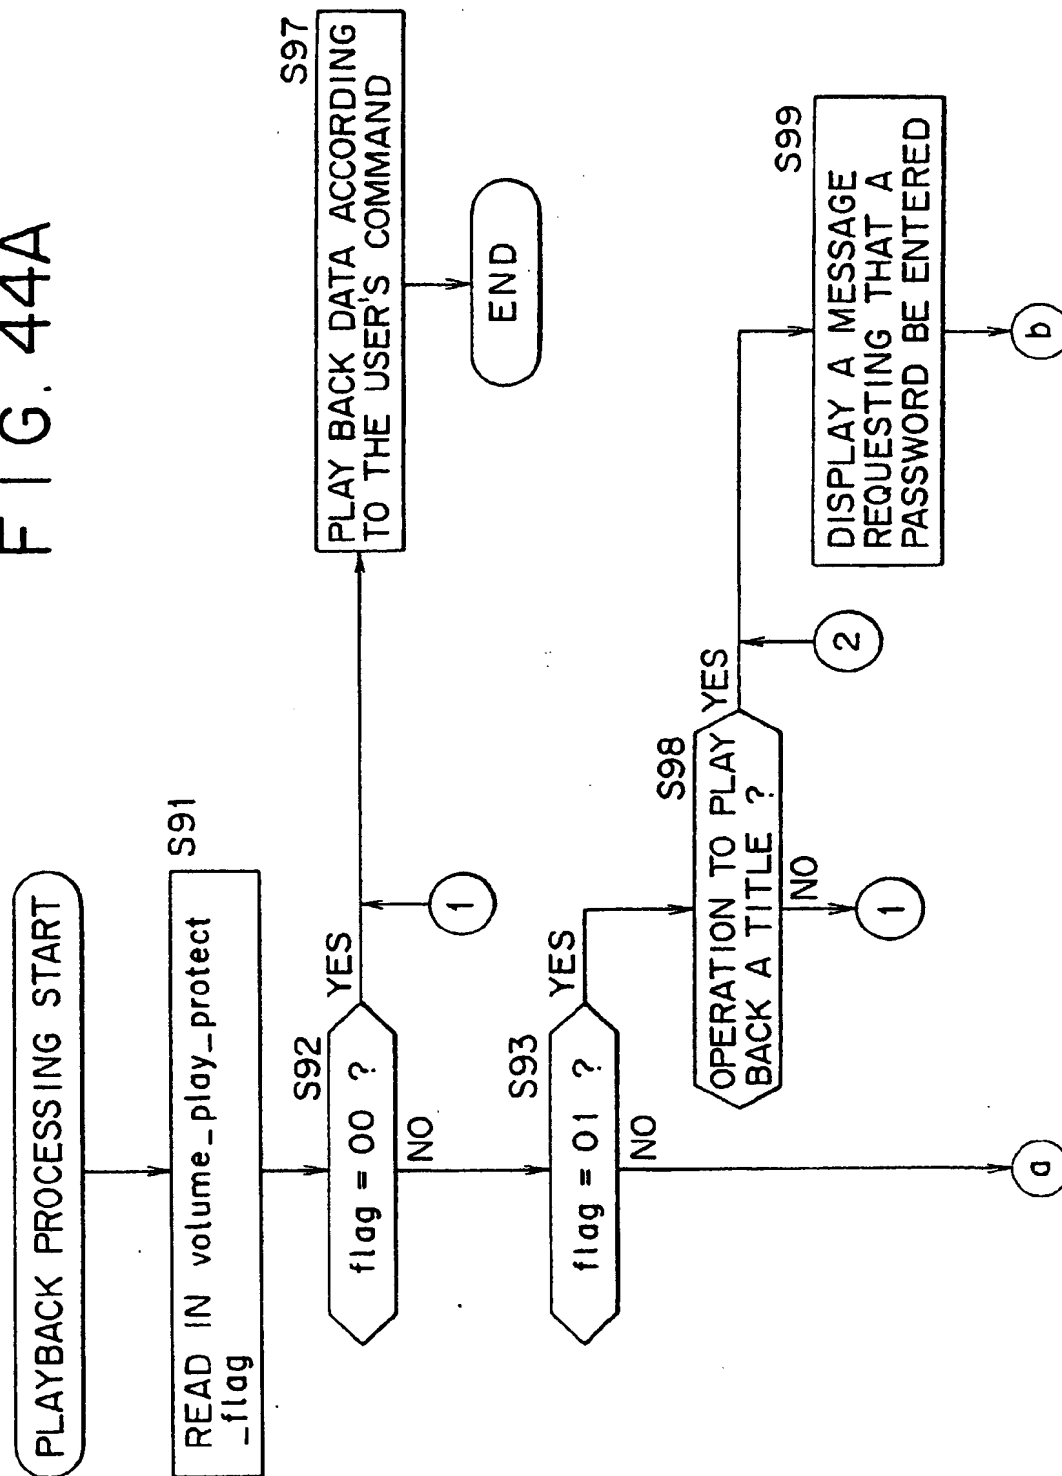 FIG. 44A
PLAYBACK PROCESSING START
S91
READ IN volume_play_protect
_flag
S92
flag = 00 ?
YES
NO
1
S97
PLAY BACK DATA ACCORDING
TO THE USER'S COMMAND
END
S93
flag = 01 ?
YES
NO
S98
OPERATION TO PLAY
BACK A TITLE ?
YES
NO
1
2
S99
DISPLAY A MESSAGE
REQUESTING THAT A
PASSWORD BE ENTERED
a
b